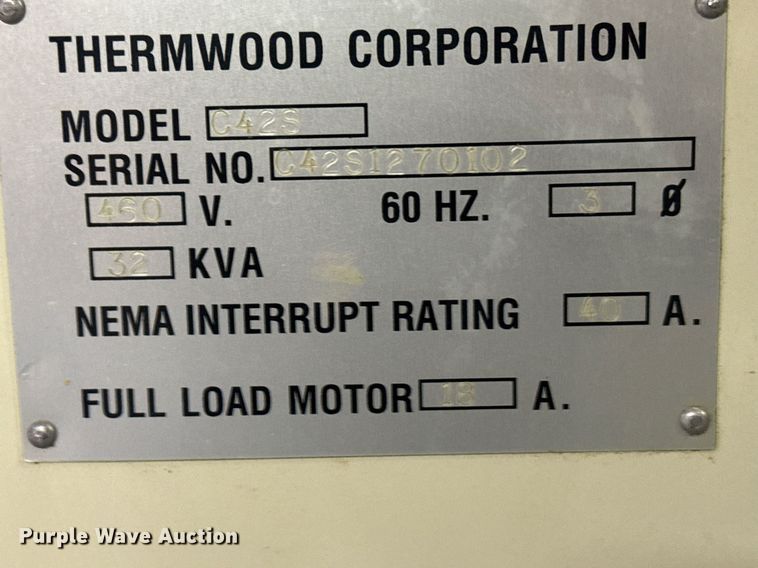 THERMWOOD CORPORATION
MODEL C42S
SERIAL NO. C42S1270102
460 V. 60 HZ. 3 Ø
32 KVA
NEMA INTERRUPT RATING 40 A.
FULL LOAD MOTOR 18 A.
Purple Wave Auction